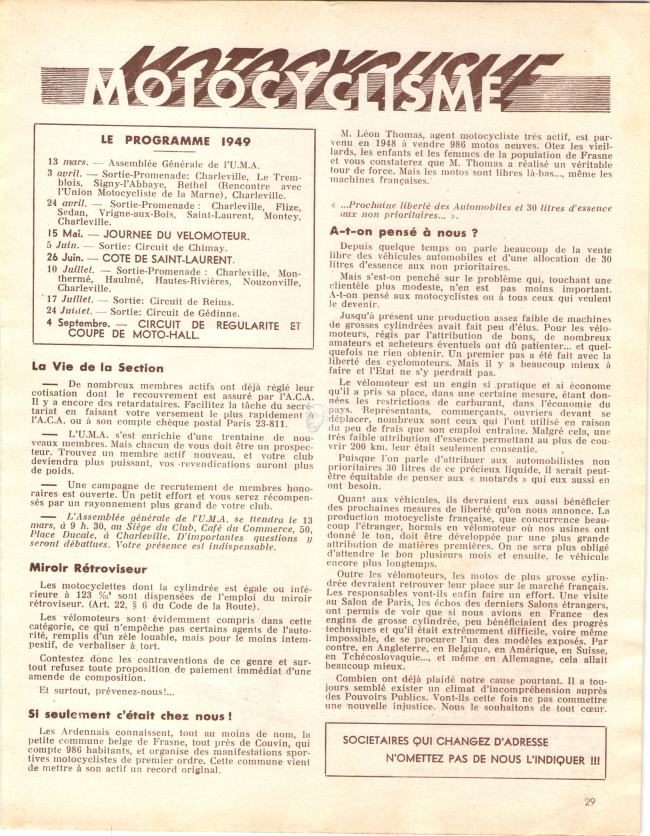 MOTOCYCLISME
LE PROGRAMME 1949
13 mars. — Assemblée Générale de l'U.M.A.
3 avril. — Sortie-Promenade: Charleville, Le Trem-
blois, Signy-l'Abbaye, Rethel (Rencontre avec
l'Union Motocycliste de la Marne), Charleville.
24 avril. — Sortie-Promenade : Charleville, Flize,
Sedan, Vrigne-aux-Bois, Saint-Laurent, Montcy,
Charleville.
15 Mai. — JOURNEE DU VELOMOTEUR.
5 Juin. — Sortie: Circuit de Chimay.
26 Juin. — COTE DE SAINT-LAURENT.
10 Juillet. — Sortie-Promenade : Charleville, Mon-
thermé, Haulmé, Hautes-Rivières, Nouzonville,
Charleville.
17 Juillet. — Sortie: Circuit de Reims.
24 Juillet. — Sortie: Circuit de Gédinne.
4 Septembre. — CIRCUIT DE REGULARITE ET
COUPE DE MOTO-HALL.
La Vie de la Section
— De nombreux membres actifs ont déjà réglé leur
cotisation dont le recouvrement est assuré par l'A.C.A.
Il y a encore des retardataires. Facilitez la tâche du secré-
tariat en faisant votre versement le plus rapidement à
l'A.C.A. ou à son compte chèque postal Paris 23-811.
— L'U.M.A. s'est enrichie d'une trentaine de nou-
veaux membres. Mais chacun de vous doit être un prospec-
teur. Trouvez un membre actif nouveau, et votre club
deviendra plus puissant, vos revendications auront plus
de poids.
— Une campagne de recrutement de membres hono-
raires est ouverte. Un petit effort et vous serez récompen-
sés par un rayonnement plus grand de votre club.
— L'Assemblée générale de l'U.M.A. se tiendra le 13
mars, à 9 h. 30, au Siège du Club, Café du Commerce, 50,
Place Ducale, à Charleville. D'importantes questions y
seront débattues. Votre présence est indispensable.
Miroir Rétroviseur
Les motocyclettes dont la cylindrée est égale ou infé-
rieure à 123 %³ sont dispensées de l'emploi du miroir
rétroviseur. (Art. 22, § 6 du Code de la Route).
Les vélomoteurs sont évidemment compris dans cette
catégorie, ce qui n'empêche pas certains agents de l'auto-
rité, remplis d'un zèle louable, mais pour le moins intem-
pestif, de verbaliser à tort.
Contestez donc les contraventions de ce genre et sur-
tout refusez toute proposition de paiement immédiat d'une
amende de composition.
Et surtout, prévenez-nous!...
Si seulement c'était chez nous !
Les Ardennais connaissent, tout au moins de nom, la
petite commune belge de Frasne, tout près de Couvin, qui
compte 986 habitants, et organise des manifestations spor-
tives motocyclistes de premier ordre. Cette commune vient
de mettre à son actif un record original.
M. Léon Thomas, agent motocycliste très actif, est par-
venu en 1948 à vendre 986 motos neuves. Otez les vieil-
lards, les enfants et les femmes de la population de Frasne
et vous constaterez que M. Thomas a réalisé un véritable
tour de force. Mais les motos sont libres là-bas..., même les
machines françaises.
« ...Prochaine liberté des Automobiles et 30 litres d'essence
aux non prioritaires... ».
A-t-on pensé à nous ?
Depuis quelque temps on parle beaucoup de la vente
libre des véhicules automobiles et d'une allocation de 30
litres d'essence aux non prioritaires.
Mais s'est-on penché sur le problème qui, touchant une
clientèle plus modeste, n'en est pas moins important.
A-t-on pensé aux motocyclistes ou à tous ceux qui veulent
le devenir.
Jusqu'à présent une production assez faible de machines
de grosses cylindrées avait fait peu d'élus. Pour les vélo-
moteurs, régis par l'attribution de bons, de nombreux
amateurs et acheteurs éventuels ont dû patienter... et quel-
quefois ne rien obtenir. Un premier pas a été fait avec la
liberté des cyclomoteurs. Mais il y a beaucoup mieux à
faire et l'Etat ne s'y perdrait pas.
Le vélomoteur est un engin si pratique et si économe
qu'il a pris sa place, dans une certaine mesure, étant don-
nées les restrictions de carburant, dans l'économie du
pays. Représentants, commerçants, ouvriers devant se
déplacer, nombreux sont ceux qui l'ont utilisé en raison
du peu de frais que son emploi entraîne. Malgré cela, une
très faible attribution d'essence permettant au plus de cou-
vrir 200 km. leur était seulement consentie.
Puisque l'on parle d'attribuer aux automobilistes non
prioritaires 30 litres de ce précieux liquide, il serait peut-
être équitable de penser aux « motards » qui eux aussi en
ont besoin.
Quant aux véhicules, ils devraient eux aussi bénéficier
des prochaines mesures de liberté qu'on nous annonce. La
production motocycliste française, que concurrence beau-
coup l'étranger, hormis en vélomoteur où nos usines ont
donné le ton, doit être développée par une plus grande
attribution de matières premières. On ne sera plus obligé
d'attendre le bon plusieurs mois et ensuite, le véhicule
encore plus longtemps.
Outre les vélomoteurs, les motos de plus grosse cylin-
drée devraient retrouver leur place sur le marché français.
Les responsables vont-ils enfin faire un effort. Une visite
au Salon de Paris, les échos des derniers Salons étrangers,
ont permis de voir que si nous avions en France des
engins de grosse cylindrée, peu bénéficiaient des progrès
techniques et qu'il était extrêmement difficile, voire même
impossible, de se procurer l'un des modèles exposés. Par
contre, en Angleterre, en Belgique, en Amérique, en Suisse,
en Tchécoslovaquie..., et même en Allemagne, cela allait
beaucoup mieux.
Combien ont déjà plaidé notre cause pourtant. Il a tou-
jours semblé exister un climat d'incompréhension auprès
des Pouvoirs Publics. Vont-ils cette fois ne pas commettre
une nouvelle injustice. Nous le souhaitons de tout cœur.
SOCIETAIRES QUI CHANGEZ D'ADRESSE
N'OMETTEZ PAS DE NOUS L'INDIQUER !!!
29